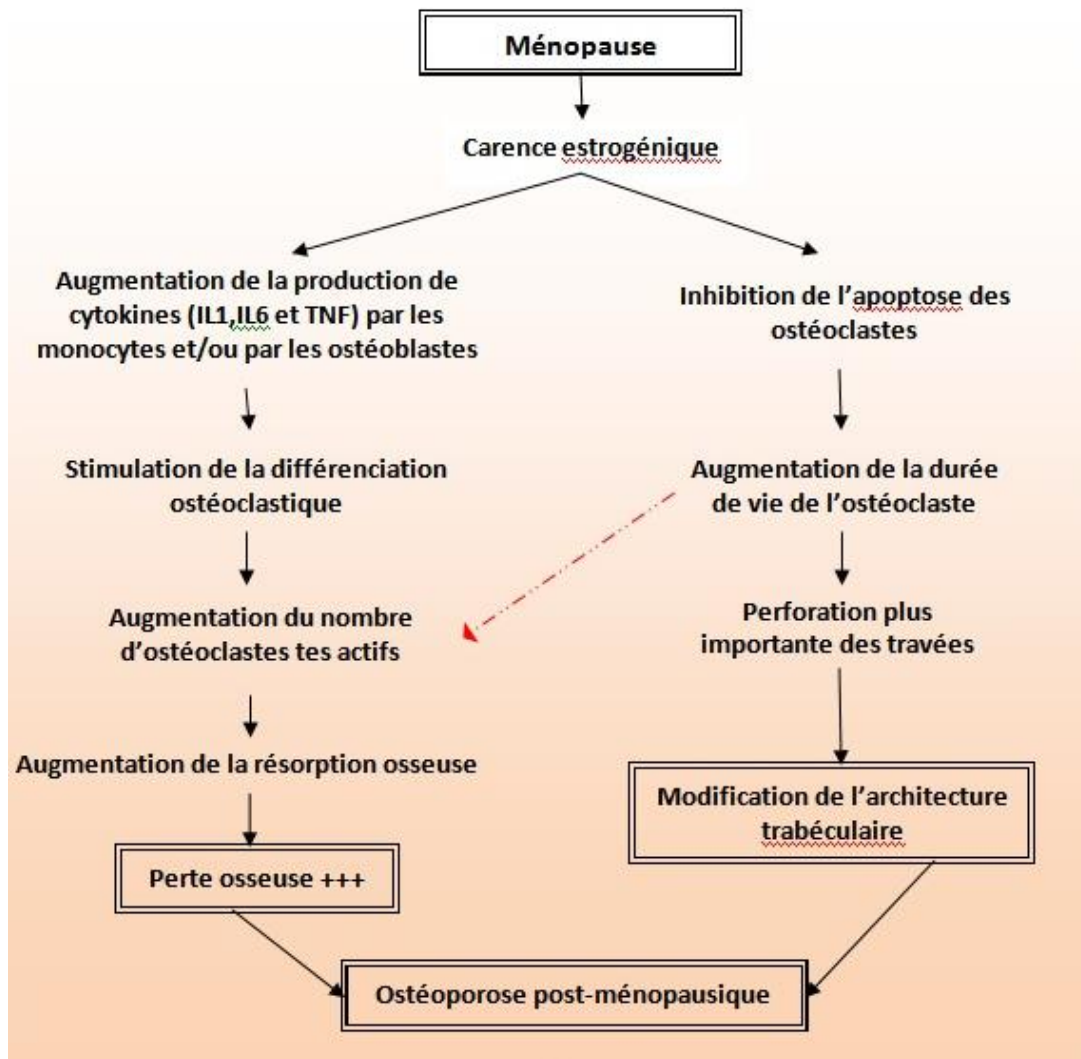 Ménopause
Carence estrogénique
Augmentation de la production de
cytokines (IL1,IL6 et TNF) par les
monocytes et/ou par les ostéoblastes
Inhibition de l’apoptose des
ostéoclastes
Stimulation de la différenciation
ostéoclastique
Augmentation de la durée
de vie de l’ostéoclaste
Augmentation du nombre
d’ostéoclastes tes actifs
Perforation plus
importante des travées
Augmentation de la résorption osseuse
Modification de l’architecture
trabéculaire
Perte osseuse +++
Ostéoporose post-ménopausique